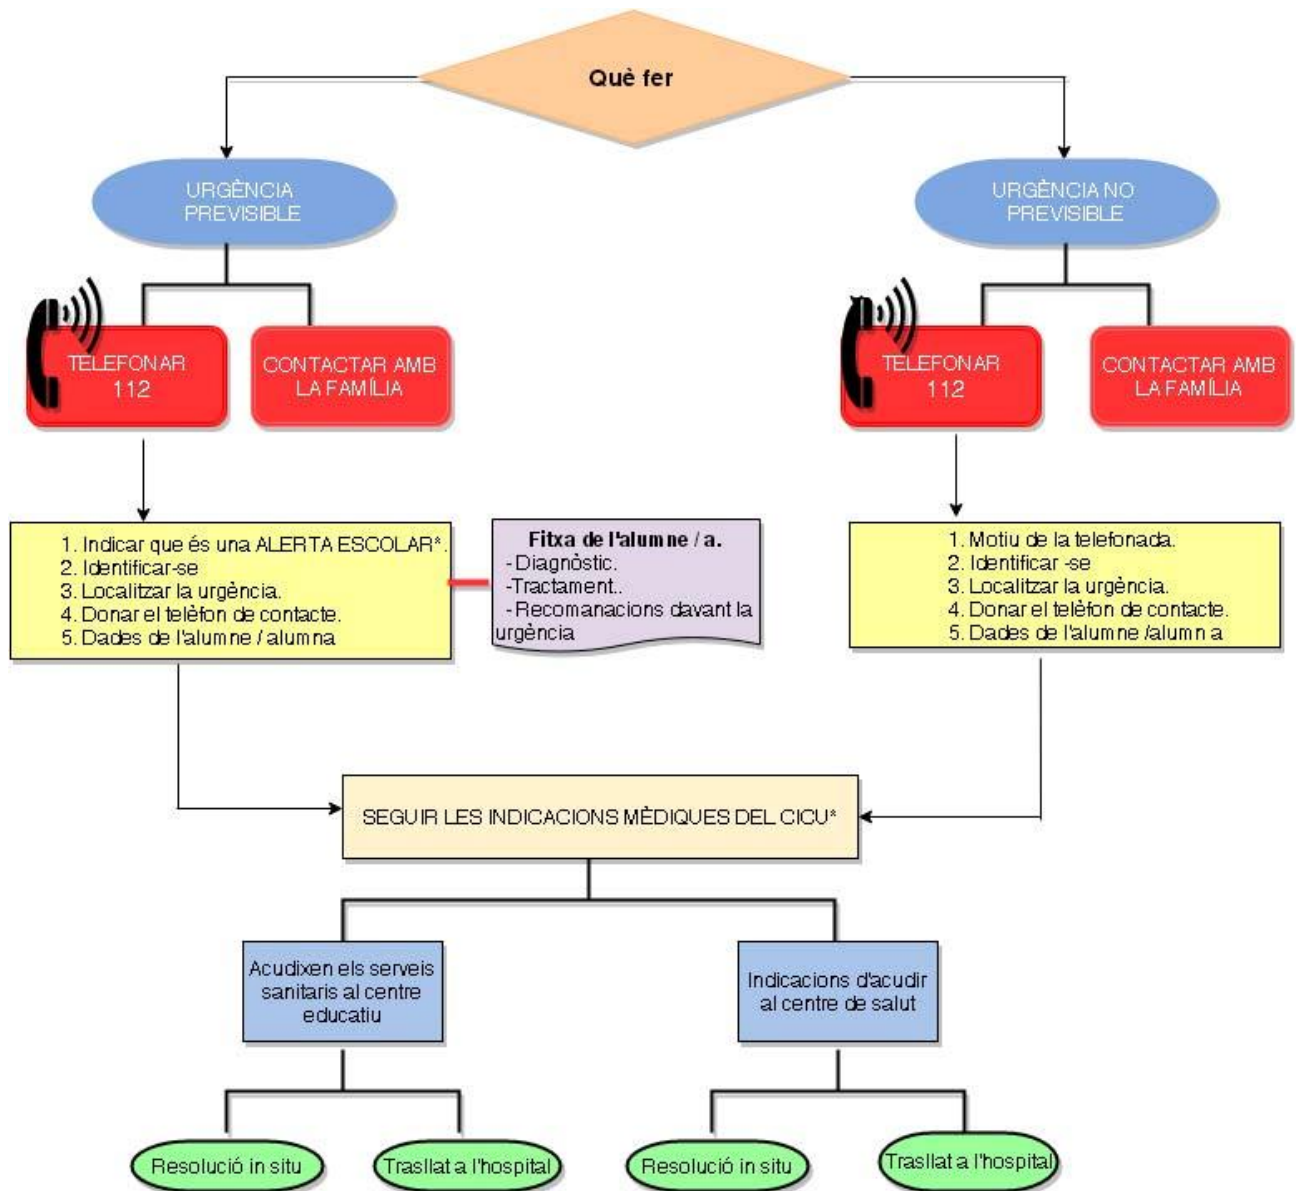 Què fer
URGÈNCIA
PREVISIBLE
URGÈNCIA NO
PREVISIBLE
TELEFONAR
112
CONTACTAR AMB
LA FAMÍLIA
TELEFONAR
112
CONTACTAR AMB
LA FAMÍLIA
1. Indicar que és una ALERTA ESCOLAR*.
2. Identificar-se
3. Localitzar la urgència.
4. Donar el telèfon de contacte.
5. Dades de l'alumne / alumna
Fitxa de l'alumne / a.
- Diagnòstic.
-Tractament..
- Recomanacions davant la
urgència
1. Motiu de la telefonada.
2. Identificar -se
3. Localitzar la urgència.
4. Donar el telèfon de contacte.
5. Dades de l'alumne /alumn a
SEGUIR LES INDICACIONS MÈDIQUES DEL CICU*
Acudixen els serveis
sanitaris al centre
educatiu
Indicacions d'acudir
al centre de salut
Resolució in situ
Trasllat a l'hospital
Resolució in situ
Trasllat a l'hospital